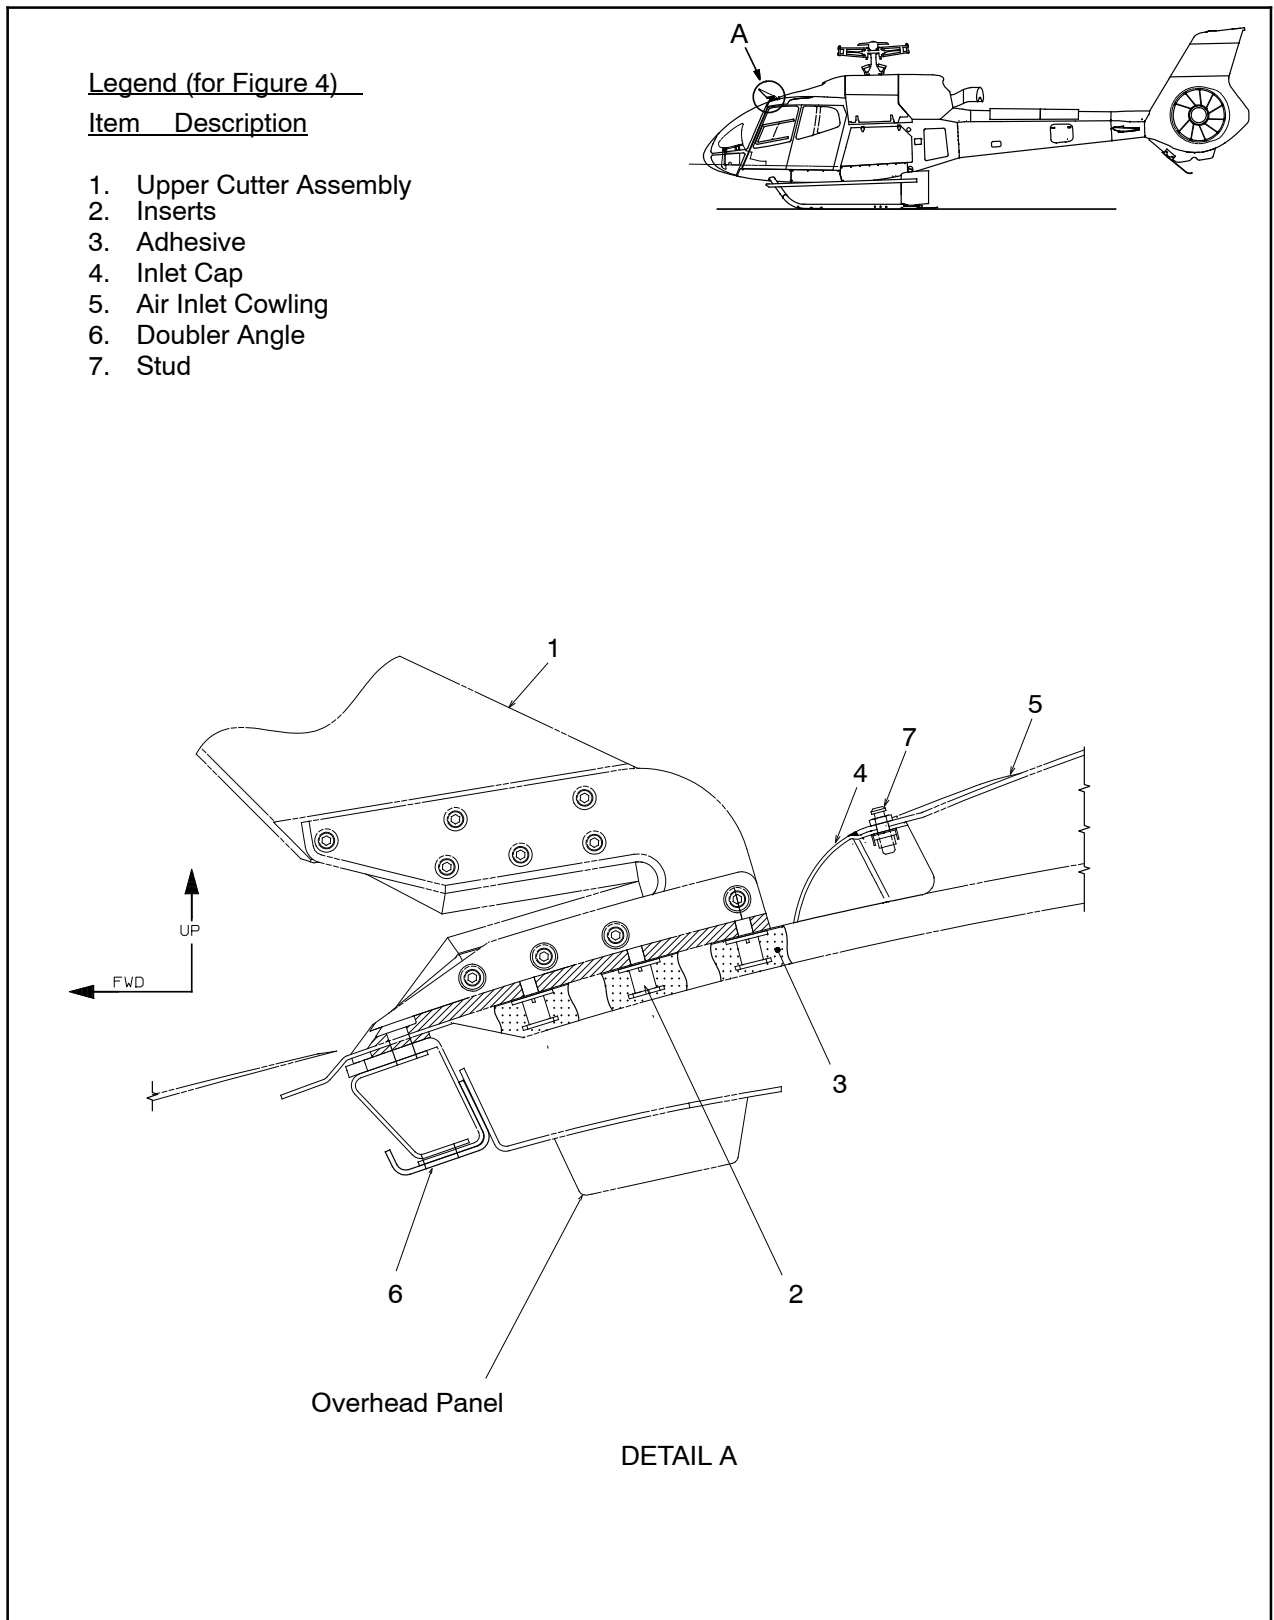 A
Legend (for Figure 4)
Item Description
1. Upper Cutter Assembly
2. Inserts
3. Adhesive
4. Inlet Cap
5. Air Inlet Cowling
6. Doubler Angle
7. Stud
1
5
7
4
UP
FWD
3
6
2
Overhead Panel
DETAIL A